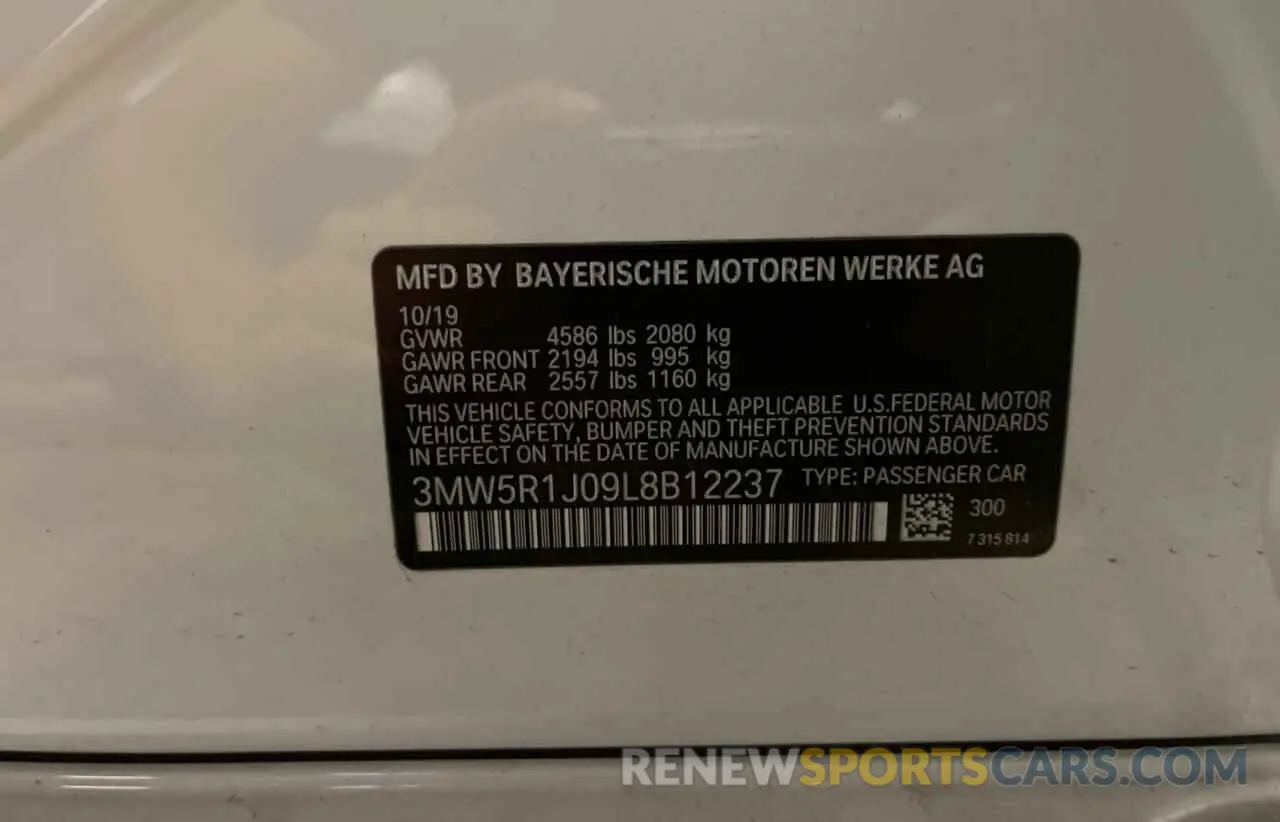 MFD BY BAYERISCHE MOTOREN WERKE AG
10/19
GVWR 4586 lbs 2080 kg
GAWR FRONT 2194 lbs 995 kg
GAWR REAR 2557 lbs 1160 kg
THIS VEHICLE CONFORMS TO ALL APPLICABLE U.S.FEDERAL MOTOR
VEHICLE SAFETY, BUMPER AND THEFT PREVENTION STANDARDS
IN EFFECT ON THE DATE OF MANUFACTURE SHOWN ABOVE.
3MW5R1J09L8B12237 TYPE: PASSENGER CAR
300
7 315 814
RENEWSPORTSCARS.COM